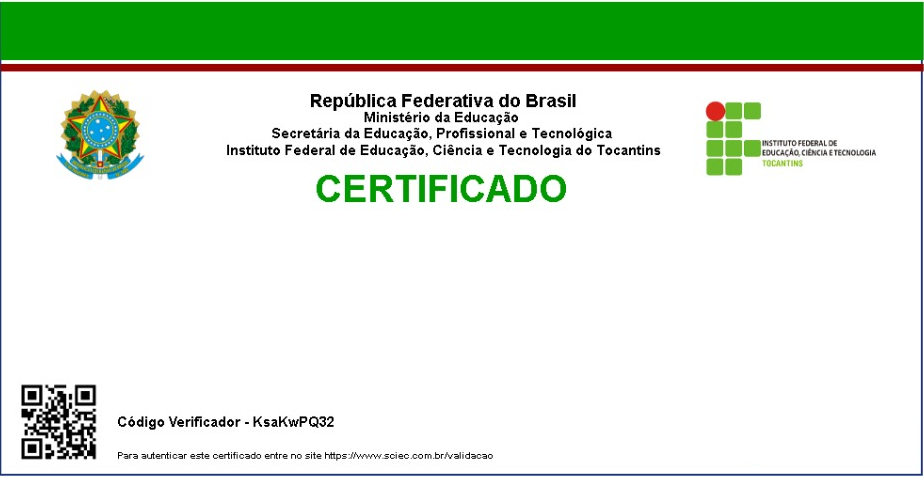 República Federativa do Brasil
Ministério da Educação
Secretária da Educação, Profissional e Tecnológica
Instituto Federal de Educação, Ciência e Tecnologia do Tocantins
INSTITUTO FEDERAL DE
EDUCAÇÃO, CIÊNCIA E TECNOLOGIA
TOCANTINS
CERTIFICADO
Código Verificador - KsaKwPQ32
Para autenticar este certificado entre no site https://www.sciec.com.br/validacao